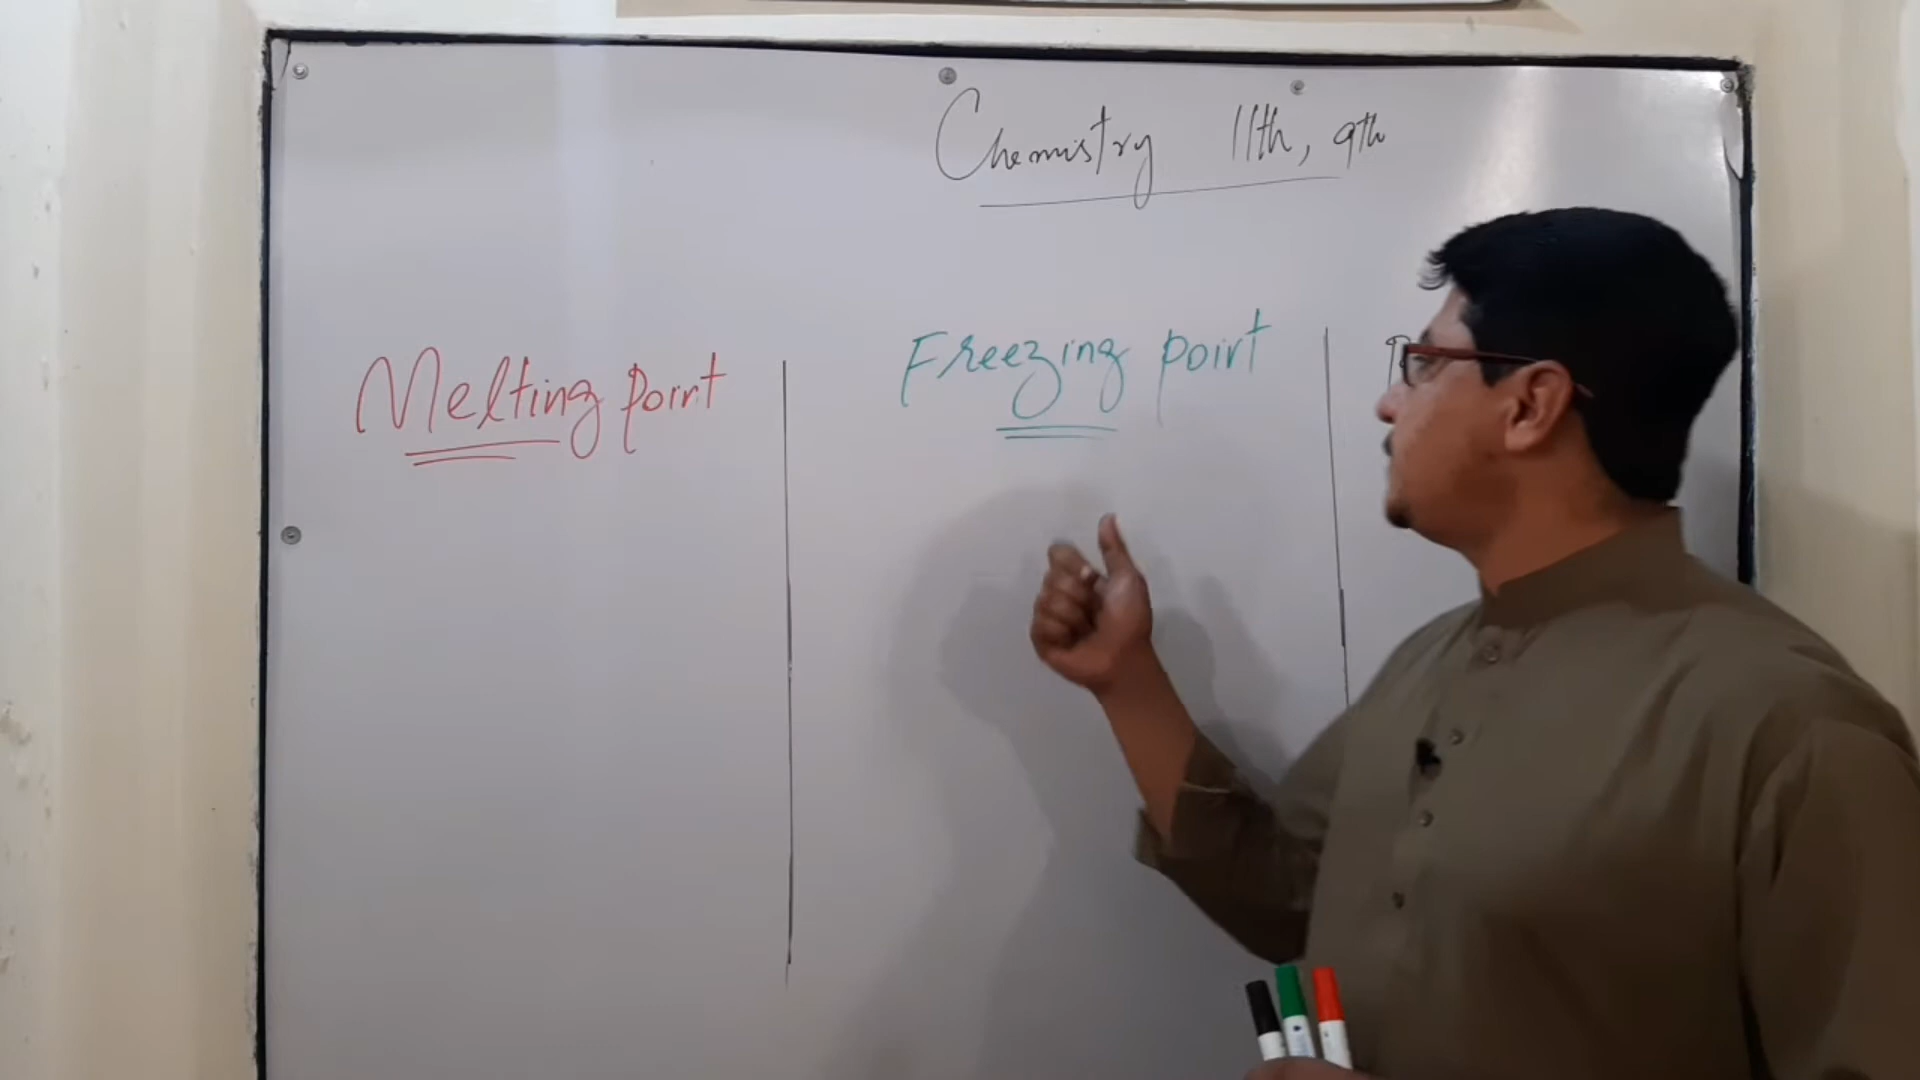 Chemistry 11th, 9th
Melting point
Freezing point